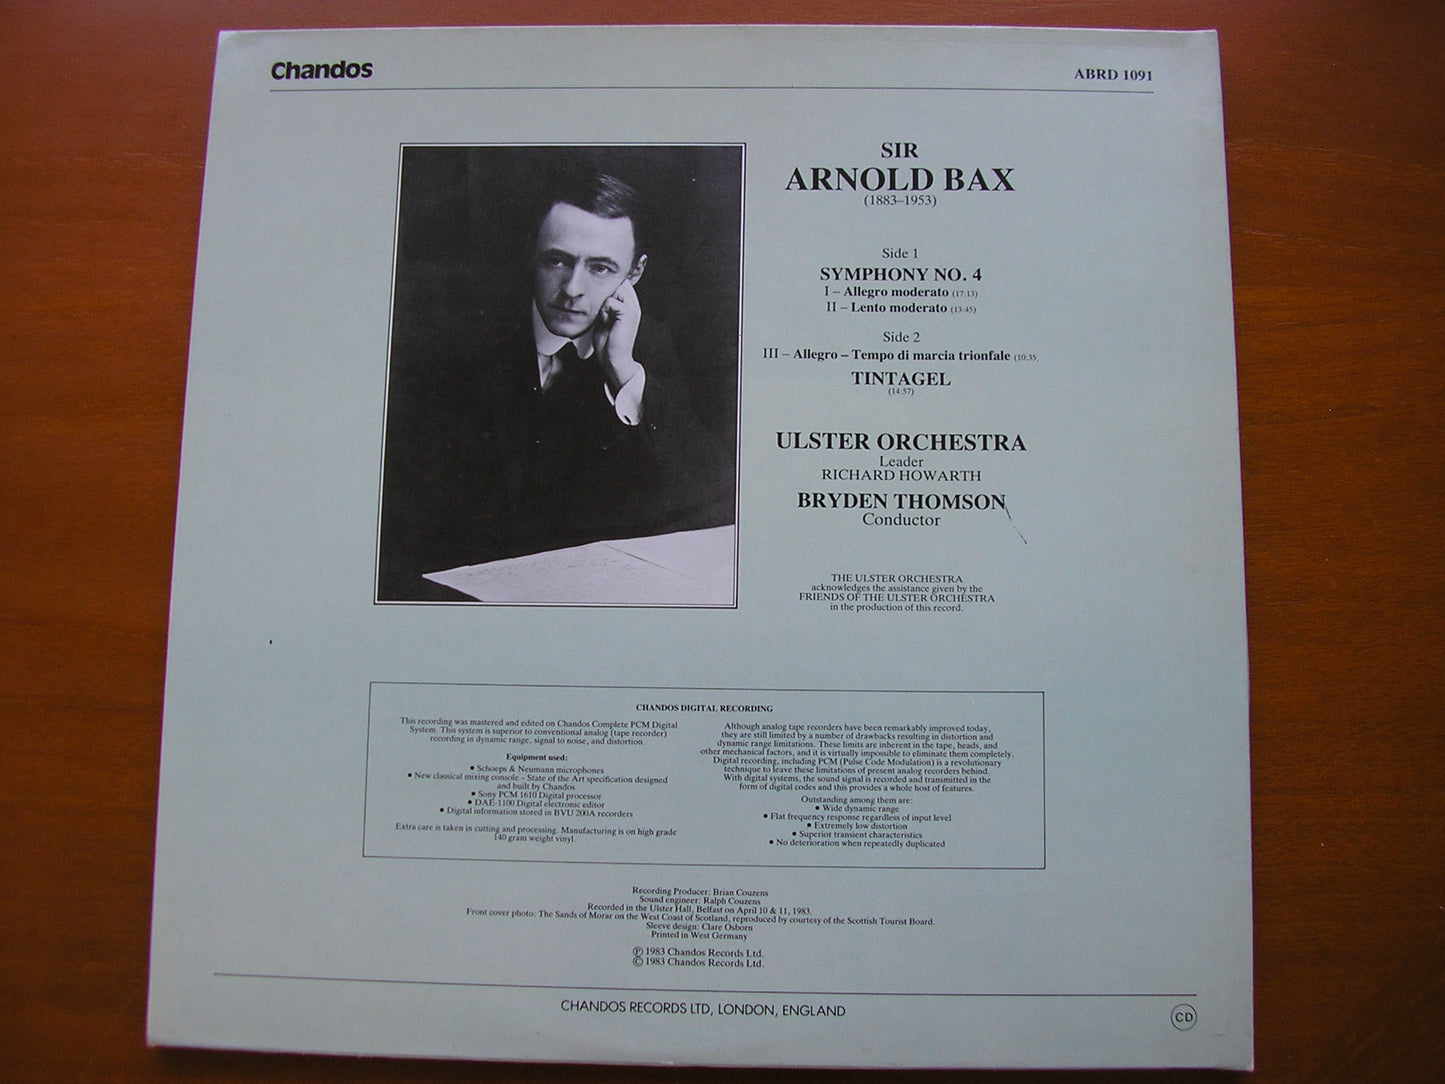 Chandos
ABRD 1091
SIR
ARNOLD BAX
(1883–1953)
Side 1
SYMPHONY NO. 4
I – Allegro moderato (17:13)
II – Lento moderato (13:45)
Side 2
III – Allegro – Tempo di marcia trionfale (10:35
TINTAGEL
(14:57)
ULSTER ORCHESTRA
Leader
RICHARD HOWARTH
BRYDEN THOMSON
Conductor
THE ULSTER ORCHESTRA
acknowledges the assistance given by the
FRIENDS OF THE ULSTER ORCHESTRA
in the production of this record.
CHANDOS DIGITAL RECORDING
This recording was mastered and edited on Chandos Complete PCM Digital
System. This system is superior to conventional analog (tape recorder)
recording in dynamic range, signal to noise, and distortion.
Equipment used:
• Schoeps & Neumann microphones
• New classical mixing console – State of the Art specification designed
and built by Chandos
• Sony PCM 1610 Digital processor
• DAE-1100 Digital electronic editor
• Digital information stored in BVU 200A recorders
Extra care is taken in cutting and processing. Manufacturing is on high grade
140 gram weight vinyl.
Although analog tape recorders have been remarkably improved today,
they are still limited by a number of drawbacks resulting in distortion and
dynamic range limitations. These limits are inherent in the tape, heads, and
other mechanical factors, and it is virtually impossible to eliminate them completely.
Digital recording, including PCM (Pulse Code Modulation) is a revolutionary
technique to leave these limitations of present analog recorders behind.
With digital systems, the sound signal is recorded and transmitted in the
form of digital codes and this provides a whole host of features.
Outstanding among them are:
• Wide dynamic range
• Flat frequency response regardless of input level
• Extremely low distortion
• Superior transient characteristics
• No deterioration when repeatedly duplicated
Recording Producer: Brian Couzens
Sound engineer: Ralph Couzens
Recorded in the Ulster Hall, Belfast on April 10 & 11, 1983.
Front cover photo: The Sands of Morar on the West Coast of Scotland, reproduced by courtesy of the Scottish Tourist Board.
Sleeve design: Clare Osborn
Printed in West Germany
℗ 1983 Chandos Records Ltd.
© 1983 Chandos Records Ltd.
CHANDOS RECORDS LTD, LONDON, ENGLAND
CD